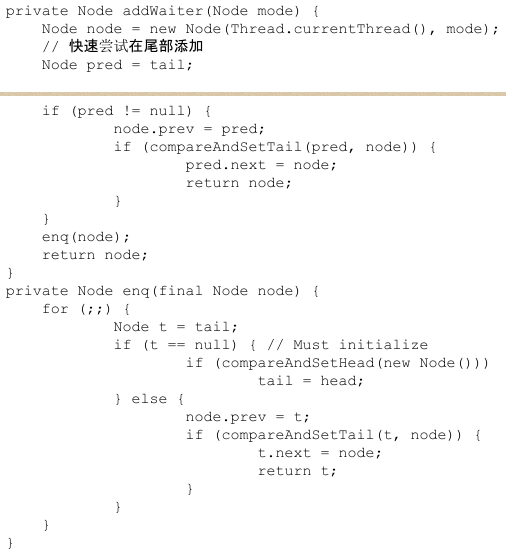 private Node addWaiter(Node mode) {
    Node node = new Node(Thread.currentThread(), mode);
    // 快速尝试在尾部添加
    Node pred = tail;
    if (pred != null) {
            node.prev = pred;
            if (compareAndSetTail(pred, node)) {
                    pred.next = node;
                    return node;
            }
    }
    enq(node);
    return node;
}
private Node enq(final Node node) {
    for (;;) {
            Node t = tail;
            if (t == null) { // Must initialize
                    if (compareAndSetHead(new Node()))
                            tail = head;
            } else {
                    node.prev = t;
                    if (compareAndSetTail(t, node)) {
                            t.next = node;
                            return t;
                    }
            }
    }
}